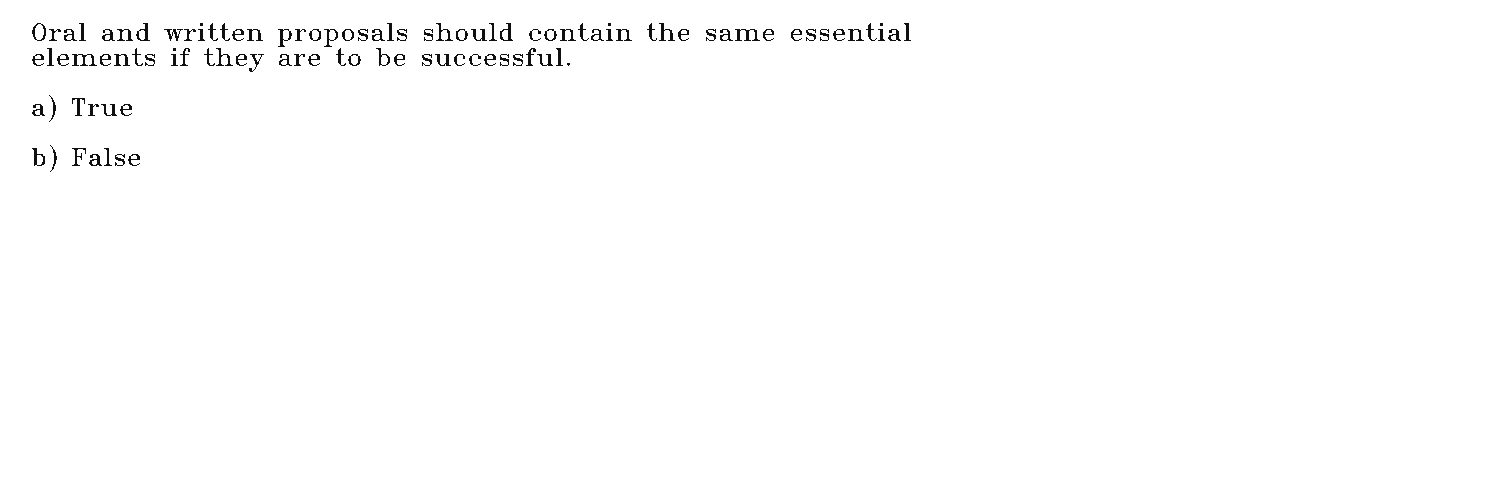 Oral and written proposals should contain the same essential
elements if they are to be successful.
a) True
b) False